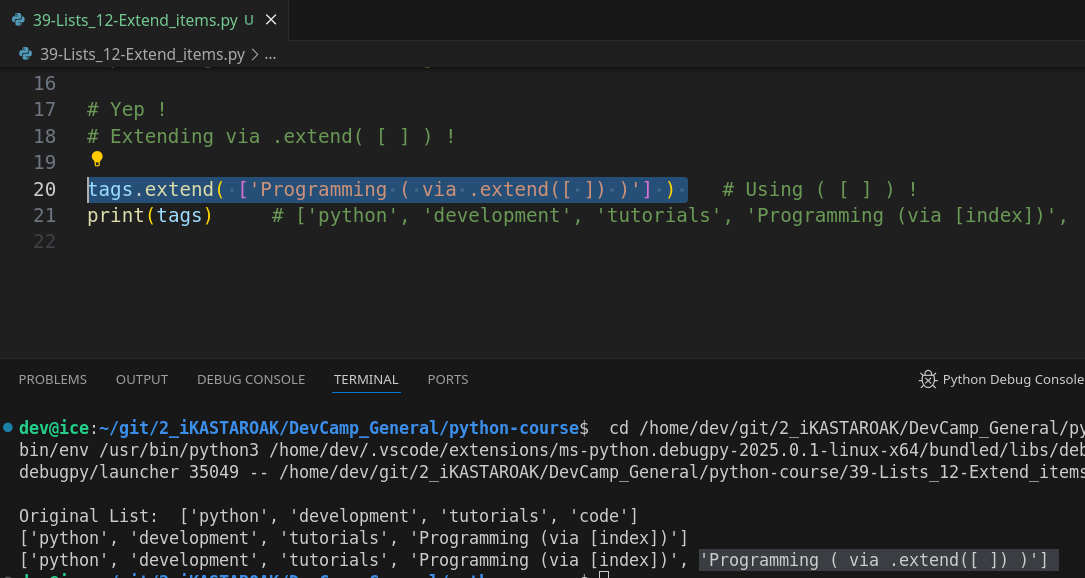 39-Lists_12-Extend_items.py U ×
39-Lists_12-Extend_items.py > ...
16
17 # Yep !
18 # Extending via .extend( [ ] ) !
19
20 tags.extend( ['Programming ( via .extend([ ]) )'] ) # Using ( [ ] ) !
21 print(tags) # ['python', 'development', 'tutorials', 'Programming (via [index])',
22
PROBLEMS OUTPUT DEBUG CONSOLE TERMINAL PORTS Python Debug Console
dev@ice:~/git/2_iKASTAROAK/DevCamp_General/python-course$ cd /home/dev/git/2_iKASTAROAK/DevCamp_General/py
bin/env /usr/bin/python3 /home/dev/.vscode/extensions/ms-python.debugpy-2025.0.1-linux-x64/bundled/libs/deb
debugpy/launcher 35049 -- /home/dev/git/2_iKASTAROAK/DevCamp_General/python-course/39-Lists_12-Extend_items
Original List: ['python', 'development', 'tutorials', 'code']
['python', 'development', 'tutorials', 'Programming (via [index])']
['python', 'development', 'tutorials', 'Programming (via [index])', 'Programming ( via .extend([ ]) )']